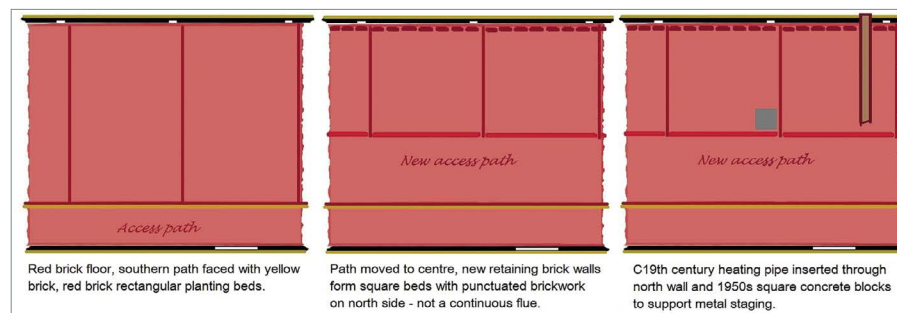 Access path
New access path
New access path
Red brick floor, southern path faced with yellow
brick, red brick rectangular planting beds.
Path moved to centre, new retaining brick walls
form square beds with punctuated brickwork
on north side - not a continuous flue.
C19th century heating pipe inserted through
north wall and 1950s square concrete blocks
to support metal staging.